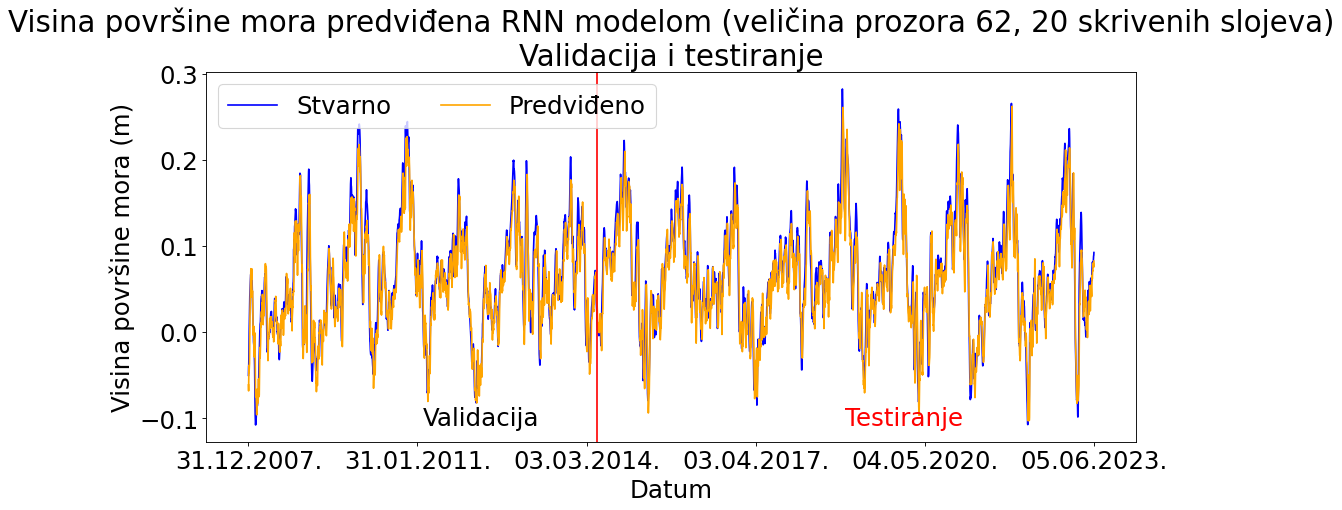 Visina površine mora predviđena RNN modelom (veličina prozora 62, 20 skrivenih slojeva)
Validacija i testiranje
Stvarno
Predviđeno
Visina površine mora (m)
0.3
0.2
0.1
0.0
−0.1
Validacija
Testiranje
31.12.2007.
31.01.2011.
03.03.2014.
03.04.2017.
04.05.2020.
05.06.2023.
Datum